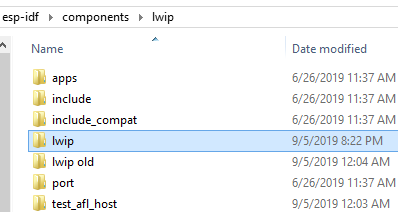 esp-idf › components › lwip
Name Date modified
apps 6/26/2019 11:37 AM
include 6/26/2019 11:37 AM
include_compat 6/26/2019 11:37 AM
lwip 9/5/2019 8:22 PM
lwip old 9/5/2019 12:04 AM
port 6/26/2019 11:37 AM
test_afl_host 9/5/2019 12:03 AM